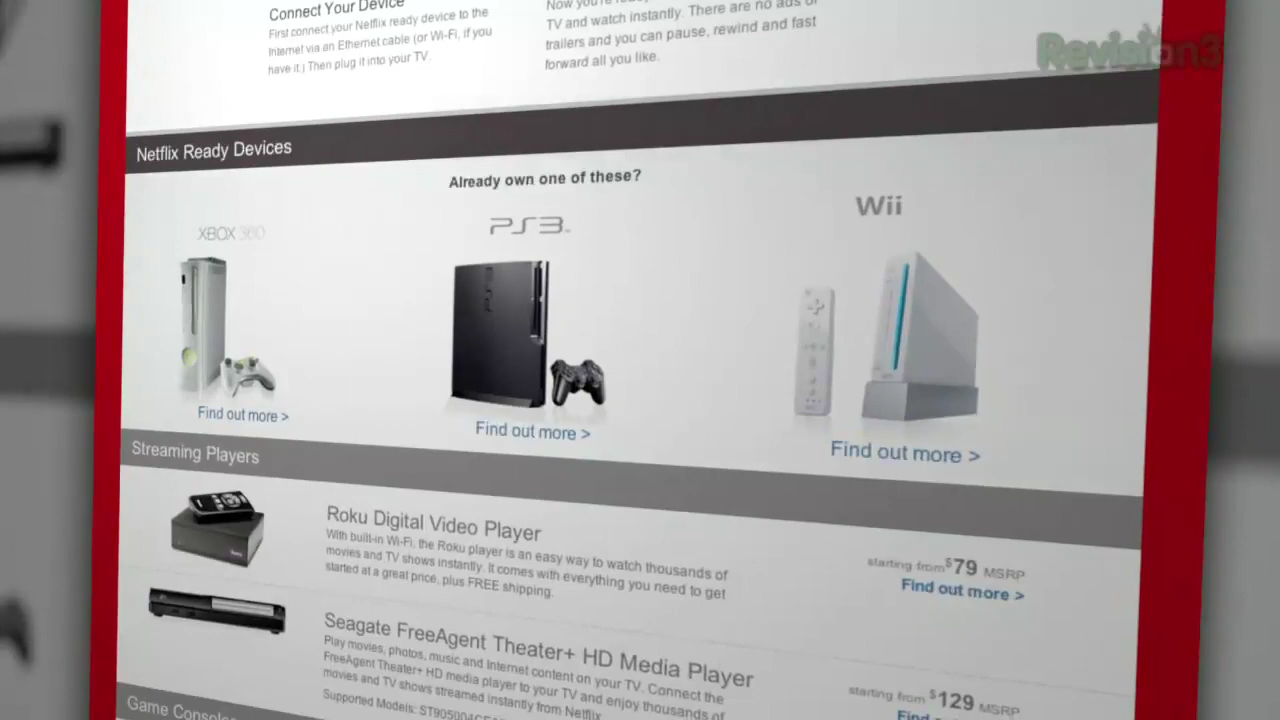 Connect Your Device
First connect your Netflix ready device to the
Internet via an Ethernet cable (or Wi-Fi, if you
have it.) Then plug it into your TV.
TV and watch instantly. There are no ads or
trailers and you can pause, rewind and fast
forward all you like.
Revision3
Netflix Ready Devices
Already own one of these?
XBOX 360
PS3
Wii
Find out more >
Find out more >
Find out more >
Streaming Players
Roku Digital Video Player
With built-in Wi-Fi, the Roku player is an easy way to watch thousands of
movies and TV shows instantly. It comes with everything you need to get
started at a great price, plus FREE shipping.
starting from $79 MSRP
Find out more >
Seagate FreeAgent Theater+ HD Media Player
Play movies, photos, music and Internet content on your TV. Connect the
FreeAgent Theater+ HD media player to your TV and enjoy thousands of
movies and TV shows streamed instantly from Netflix
Supported Models:
starting from $129 MSRP
Find
Game